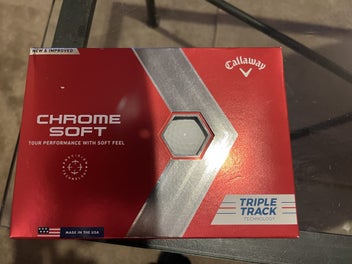 NEW & IMPROVED
Callaway
CHROME
SOFT
TOUR PERFORMANCE WITH SOFT FEEL
TRIPLE
TRACK
TECHNOLOGY
MADE IN THE USA